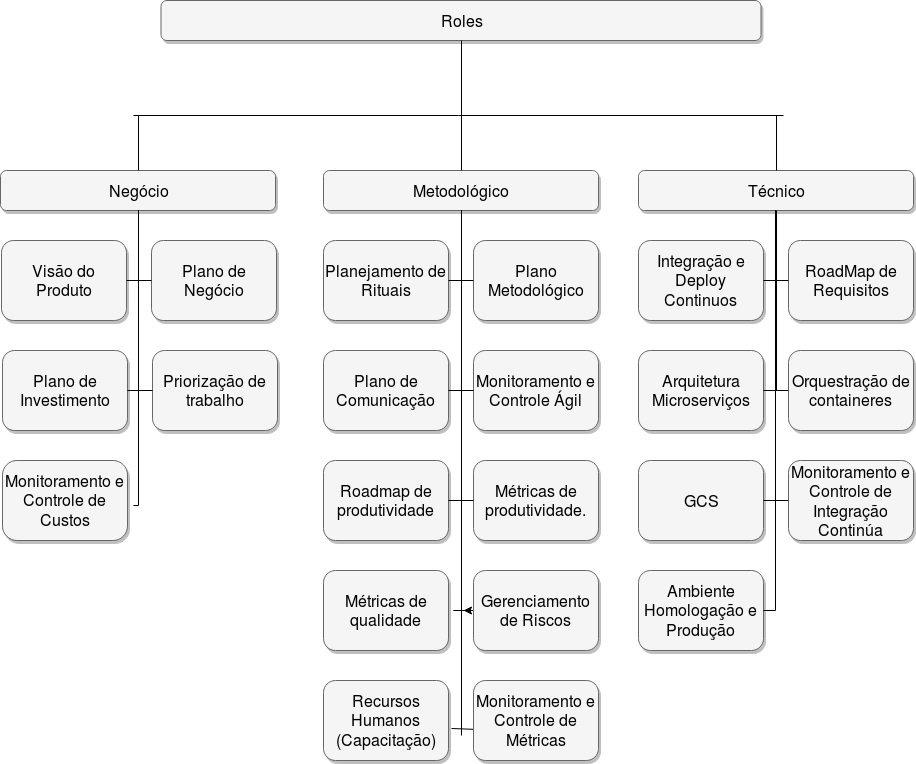 Roles
Negócio
Metodológico
Técnico
Visão do
Produto
Plano de
Negócio
Plano de
Investimento
Priorização de
trabalho
Monitoramento e
Controle de
Custos
Planejamento de
Rituais
Plano
Metodológico
Plano de
Comunicação
Monitoramento e
Controle Ágil
Roadmap de
produtividade
Métricas de
produtividade.
Métricas de
qualidade
Gerenciamento
de Riscos
Recursos
Humanos
(Capacitação)
Monitoramento e
Controle de
Métricas
Integração e
Deploy
Continuos
RoadMap de
Requisitos
Arquitetura
Microserviços
Orquestração de
containeres
GCS
Monitoramento e
Controle de
Integração
Continúa
Ambiente
Homologação e
Produção